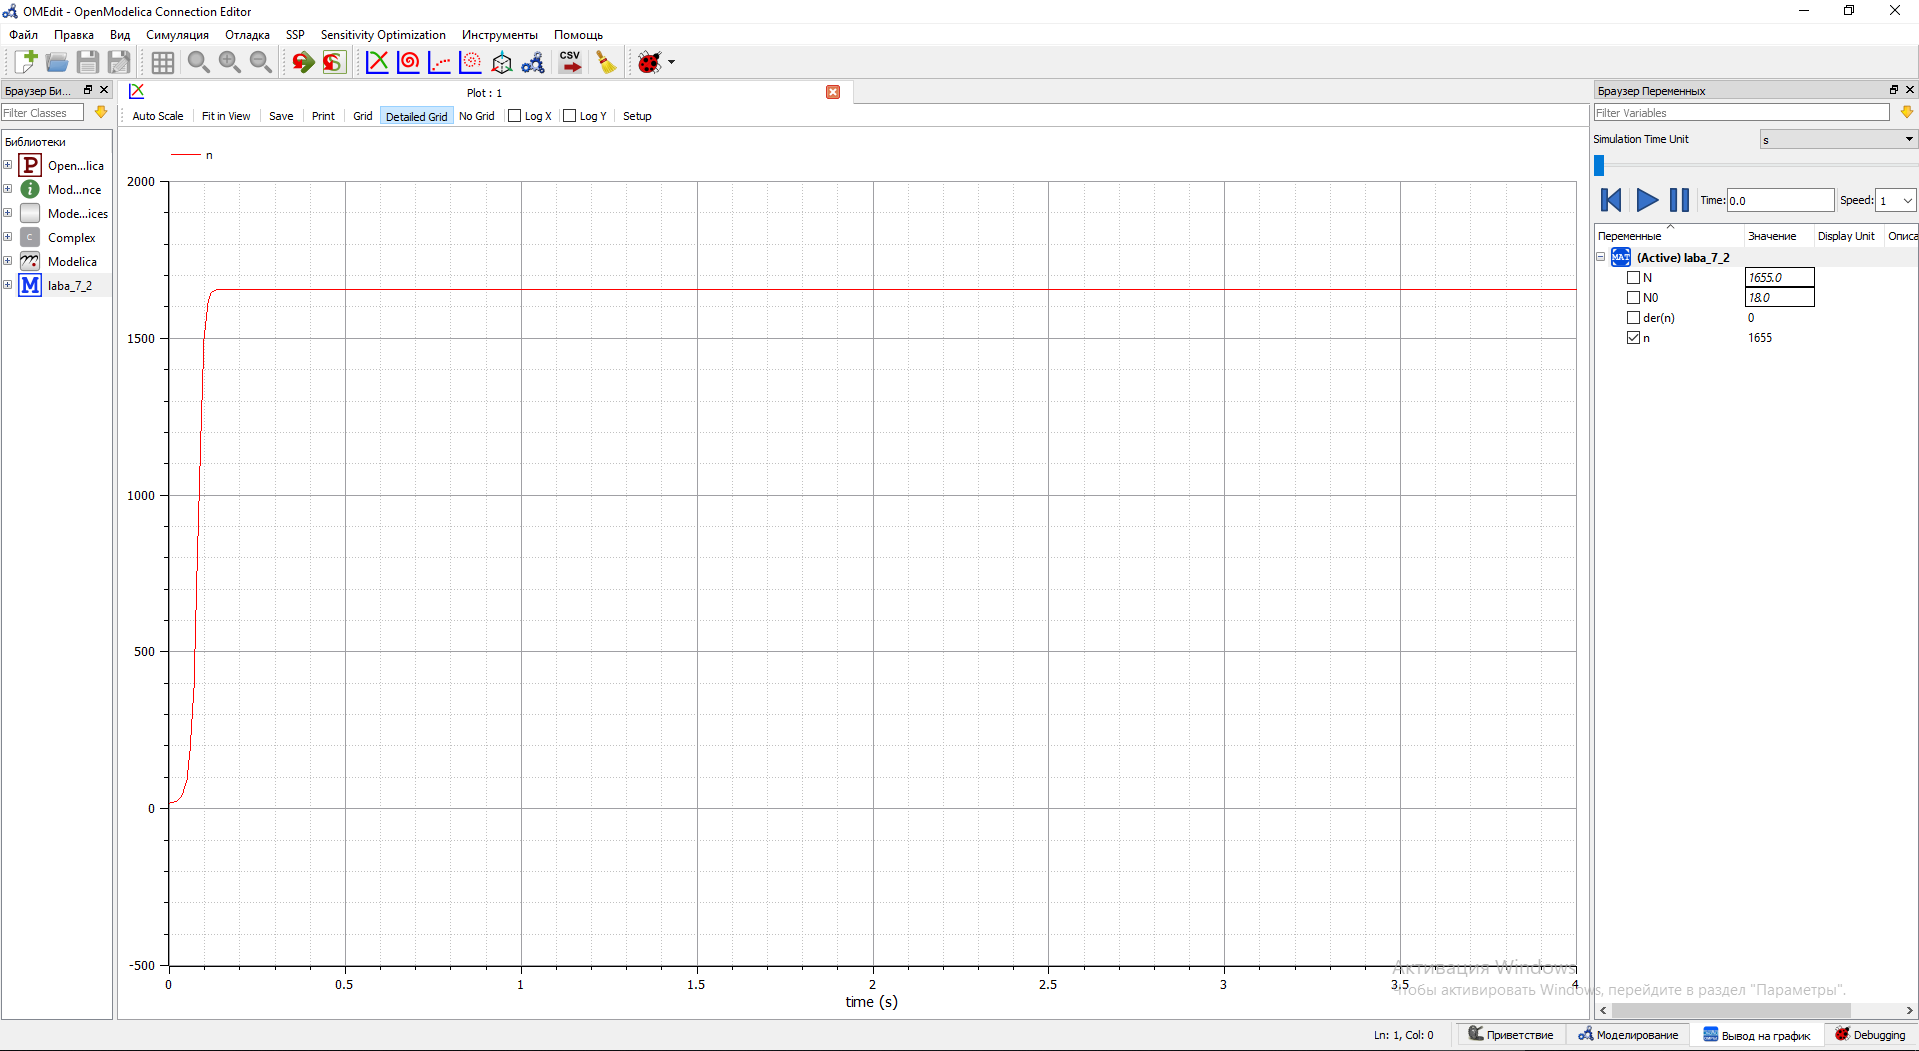 OMEdit - OpenModelica Connection Editor
Файл Правка Вид Симуляция Отладка SSP Sensitivity Optimization Инструменты Помощь
CSV
Браузер Би...
Plot : 1
Браузер Переменных
Filter Classes
Auto Scale Fit in View Save Print Grid Detailed Grid No Grid Log X Log Y Setup
Filter Variables
Библиотеки
P Open...lica
i Mod...nce
Mode...ices
C Complex
Modelica
M laba_7_2
n
2000
1500
1000
500
0
-500
0 0.5 1 1.5 2 2.5 3 3.5 4
time (s)
Simulation Time Unit s
Time: 0.0 Speed: 1
Переменные Значение Display Unit Описа
MAT (Active) laba_7_2
N 1655.0
N0 18.0
der(n) 0
n 1655
Активация Windows
Чтобы активировать Windows, перейдите в раздел "Параметры".
Ln: 1, Col: 0 Приветствие Моделирование Вывод на график Debugging